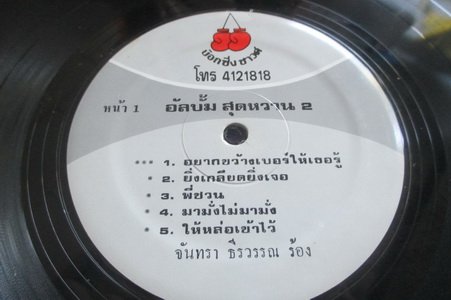 บ๊อกซิ่งซาวด์
โทร 4121818
หน้า 1
อัลบั้ม สุดหวาน 2
*** 1. อยากขว้างเบอร์ให้เธอรู้
* 2. ยิ่งเกลียดยิ่งเจอ
* 3. พี่ชวน
* 4. มามั่งไม่มามั่ง
* 5. ให้หล่อเข้าไว้
จันทรา ธีรวรรณ ร้อง